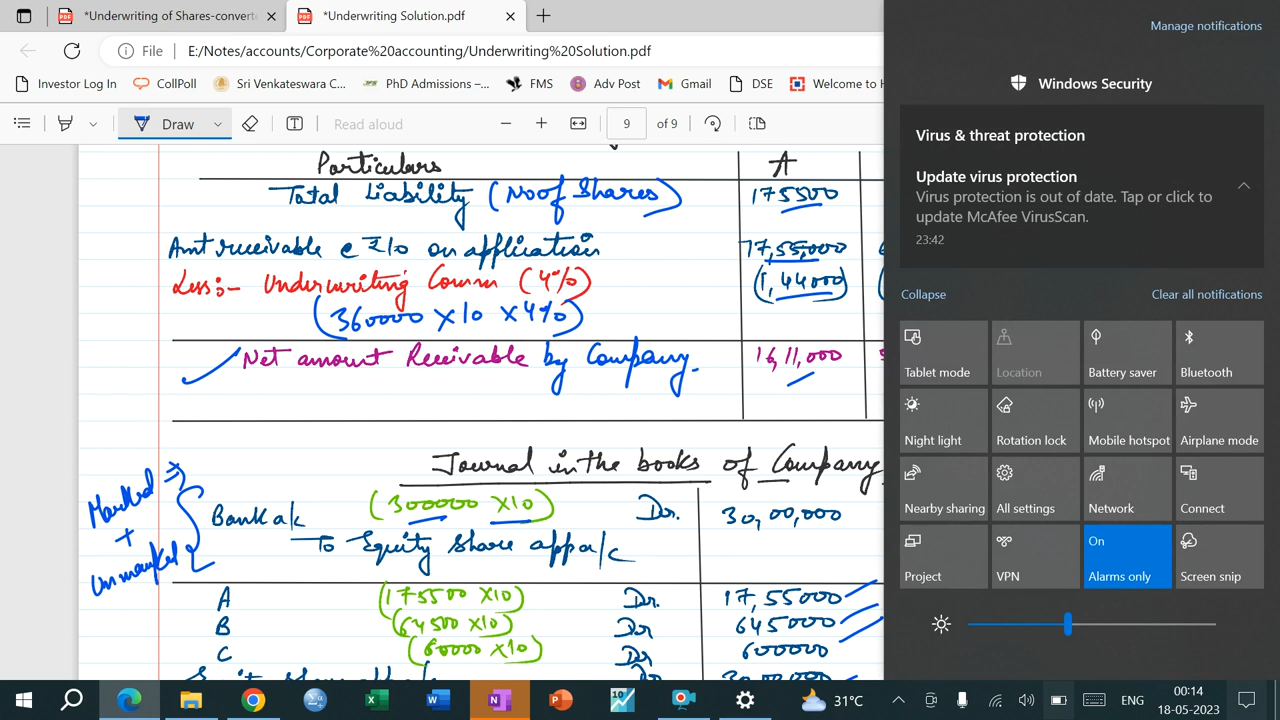 *Underwriting of Shares-convert
*Underwriting Solution.pdf
File
E:/Notes/accounts/Corporate%20accounting/Underwriting%20Solution.pdf
Investor Log In
CollPoll
Sri Venkateswara C...
PhD Admissions –...
FMS
Adv Post
Gmail
DSE
Welcome to H
Draw
Read aloud
9
of 9
Particulars
A
Total Liability (No of Shares)
175500
Amt receivable @ ₹10 on application
17,55,000
Less:- Underwriting Comm (4%)
(1,44000)
(360000 X10 X4%)
Net amount Receivable by Company.
16,11,000
Journal in the books of Company
Marked
+
Unmarked
Bank a/c
(300000 X10)
Dr.
30,00,000
To Equity Share app a/c
A
(175500 X10)
Dr.
17,55000
B
(64500 X10)
Dr
645000
C
(60000 X10)
Dr
600000
Manage notifications
Windows Security
Virus & threat protection
Update virus protection
Virus protection is out of date. Tap or click to
update McAfee VirusScan.
23:42
Collapse
Clear all notifications
Tablet mode
Location
Battery saver
Bluetooth
Night light
Rotation lock
Mobile hotspot
Airplane mode
Nearby sharing
All settings
Network
Connect
Project
VPN
On
Alarms only
Screen snip
31°C
ENG
00:14
18-05-2023